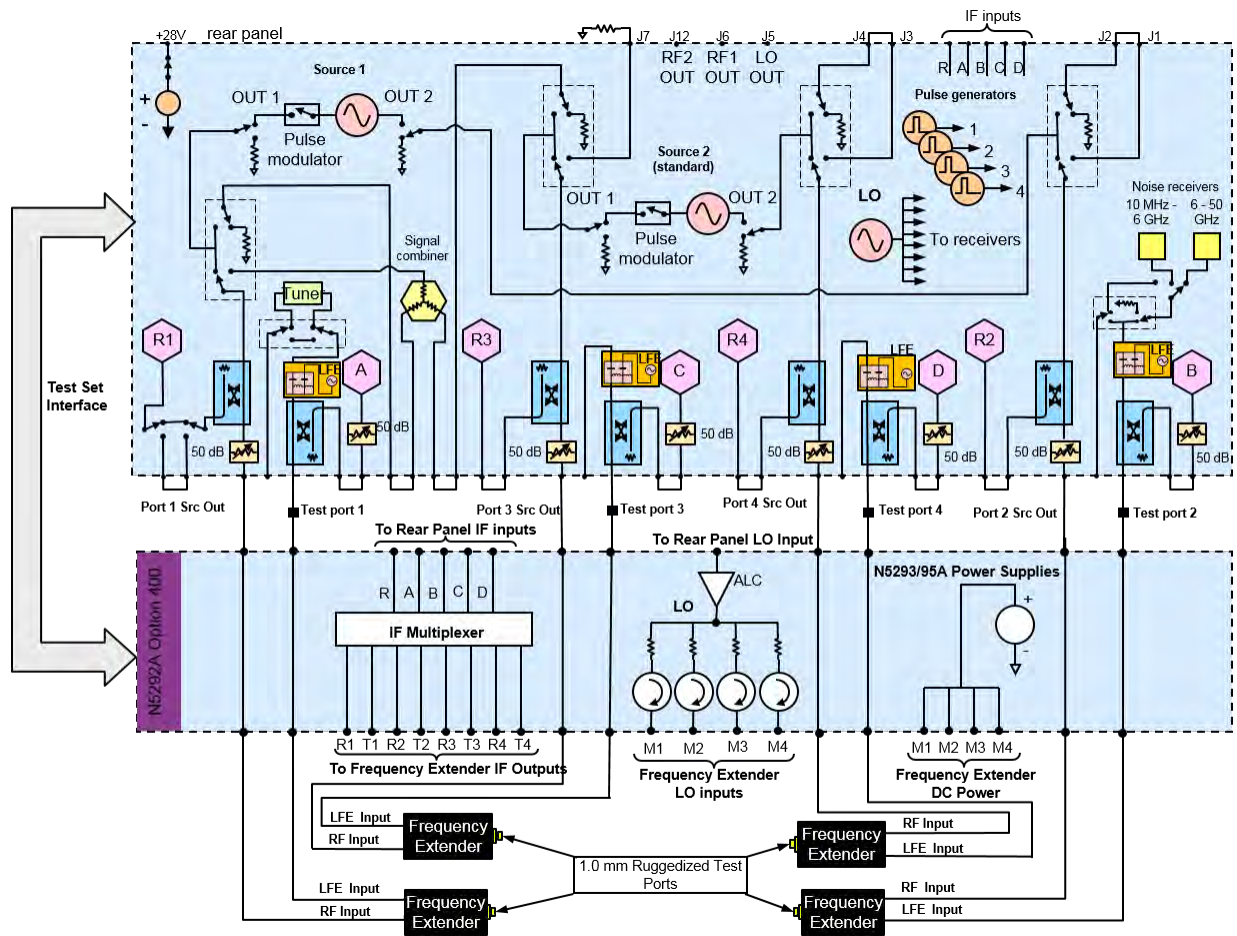 IF inputs
+28V
rear panel
J7
J12
J6
J5
J4
J3
J2
J1
RF2
OUT
RF1
OUT
LO
OUT
R
A
B
C
D
Source 1
OUT 1
OUT 2
Pulse
modulator
+
-
Pulse generators
1
2
3
4
Source 2
(standard)
OUT 1
OUT 2
Pulse
modulator
LO
To receivers
Noise receivers
10 MHz -
6 GHz
6 - 50
GHz
Signal
combiner
Tuner
Test Set
Interface
R1
LFE
A
R3
LFE
C
R4
LFE
D
R2
LFE
B
50 dB
50 dB
50 dB
50 dB
50 dB
50 dB
50 dB
50 dB
Port 1 Src Out
Test port 1
Port 3 Src Out
Test port 3
Port 4 Src Out
Test port 4
Port 2 Src Out
Test port 2
To Rear Panel IF inputs
To Rear Panel LO Input
N5292A Option 400
R
A
B
C
D
IF Multiplexer
ALC
LO
N5293/95A Power Supplies
+
-
R1
T1
R2
T2
R3
T3
R4
T4
To Frequency Extender IF Outputs
M1
M2
M3
M4
Frequency Extender
LO inputs
M1
M2
M3
M4
Frequency Extender
DC Power
LFE Input
RF Input
Frequency
Extender
RF Input
LFE Input
Frequency
Extender
1.0 mm Ruggedized Test
Ports
LFE Input
RF Input
Frequency
Extender
RF Input
LFE Input
Frequency
Extender